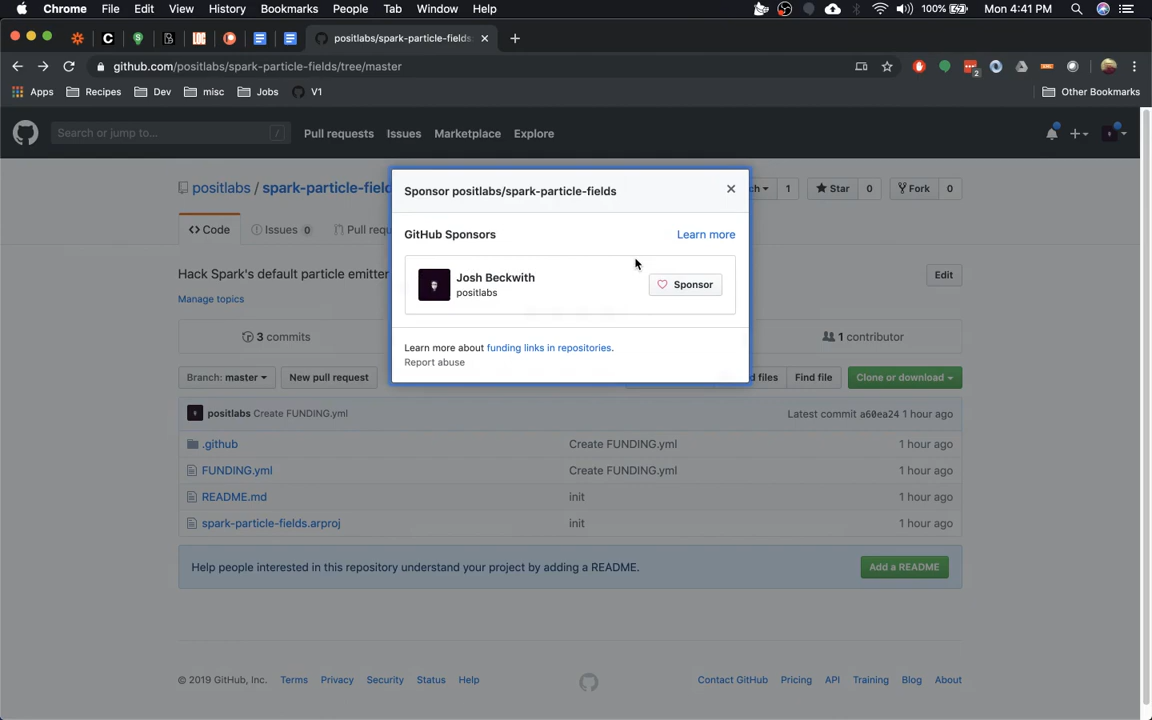 Chrome File Edit View History Bookmarks People Tab Window Help 100% Mon 4:41 PM
positlabs/spark-particle-fields
github.com/positlabs/spark-particle-fields/tree/master
Apps Recipes Dev misc Jobs V1 Other Bookmarks
Search or jump to... / Pull requests Issues Marketplace Explore
positlabs / spark-particle-field
ch 1 Star 0 Fork 0
Sponsor positlabs/spark-particle-fields
Code Issues 0 Pull requ
GitHub Sponsors Learn more
Hack Spark's default particle emitter
Edit
Josh Beckwith
positlabs
Sponsor
Manage topics
3 commits
1 contributor
Learn more about funding links in repositories.
Report abuse
Branch: master New pull request d files Find file Clone or download
positlabs Create FUNDING.yml Latest commit a60ea24 1 hour ago
.github Create FUNDING.yml 1 hour ago
FUNDING.yml Create FUNDING.yml 1 hour ago
README.md init 1 hour ago
spark-particle-fields.arproj init 1 hour ago
Help people interested in this repository understand your project by adding a README. Add a README
© 2019 GitHub, Inc. Terms Privacy Security Status Help Contact GitHub Pricing API Training Blog About